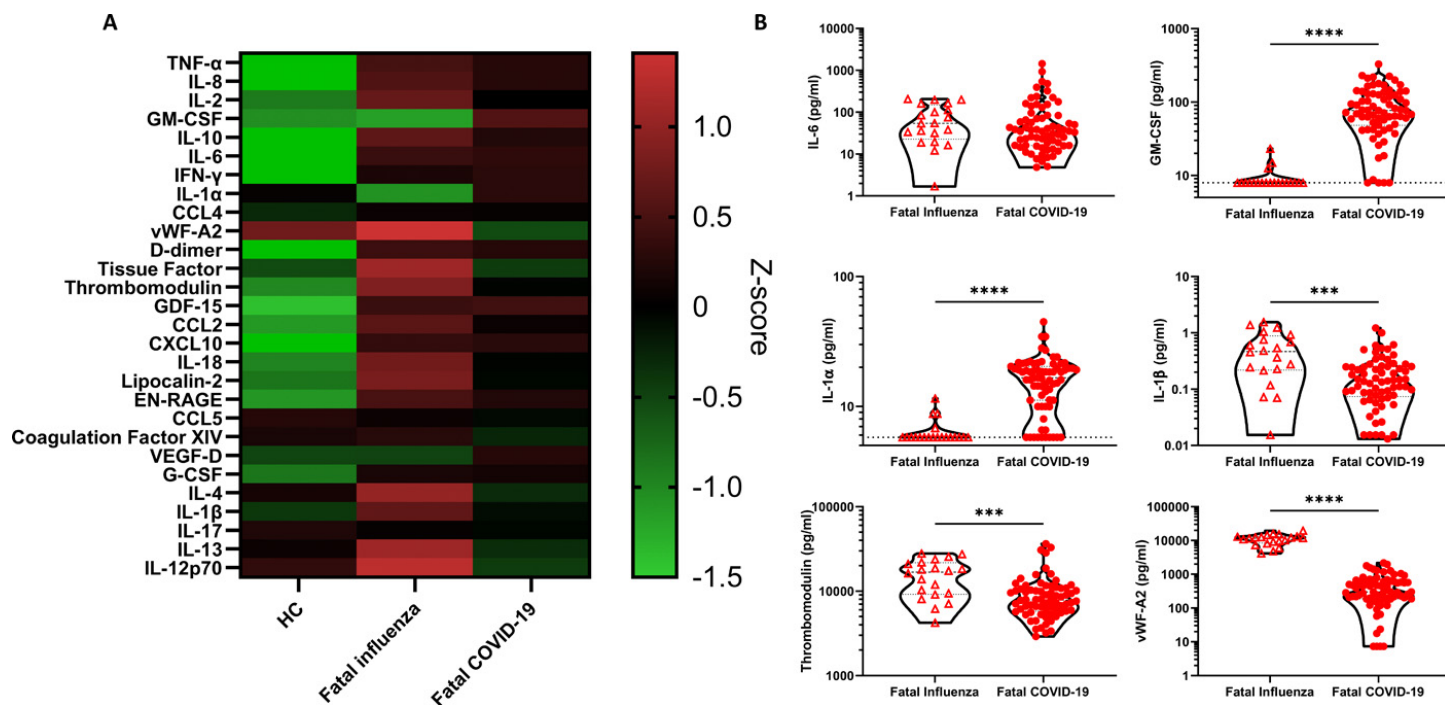 A
TNF-α
IL-8
IL-2
GM-CSF
IL-10
IL-6
IFN-γ
IL-1α
CCL4
vWF-A2
D-dimer
Tissue Factor
Thrombomodulin
GDF-15
CCL2
CXCL10
IL-18
Lipocalin-2
EN-RAGE
CCL5
Coagulation Factor XIV
VEGF-D
G-CSF
IL-4
IL-1β
IL-17
IL-13
IL-12p70
HC
Fatal influenza
Fatal COVID-19
1.0
0.5
0
-0.5
-1.0
-1.5
Z-score
B
IL-6 (pg/ml)
10000
1000
100
10
1
Fatal Influenza Fatal COVID-19
GM-CSF (pg/ml)
1000
100
10
****
Fatal Influenza Fatal COVID-19
IL-1α (pg/ml)
100
10
****
Fatal Influenza Fatal COVID-19
IL-1β (pg/ml)
10
1
0.1
0.01
***
Fatal Influenza Fatal COVID-19
Thrombomodulin (pg/ml)
100000
10000
1000
***
Fatal Influenza Fatal COVID-19
vWF-A2 (pg/ml)
100000
10000
1000
100
10
1
****
Fatal Influenza Fatal COVID-19